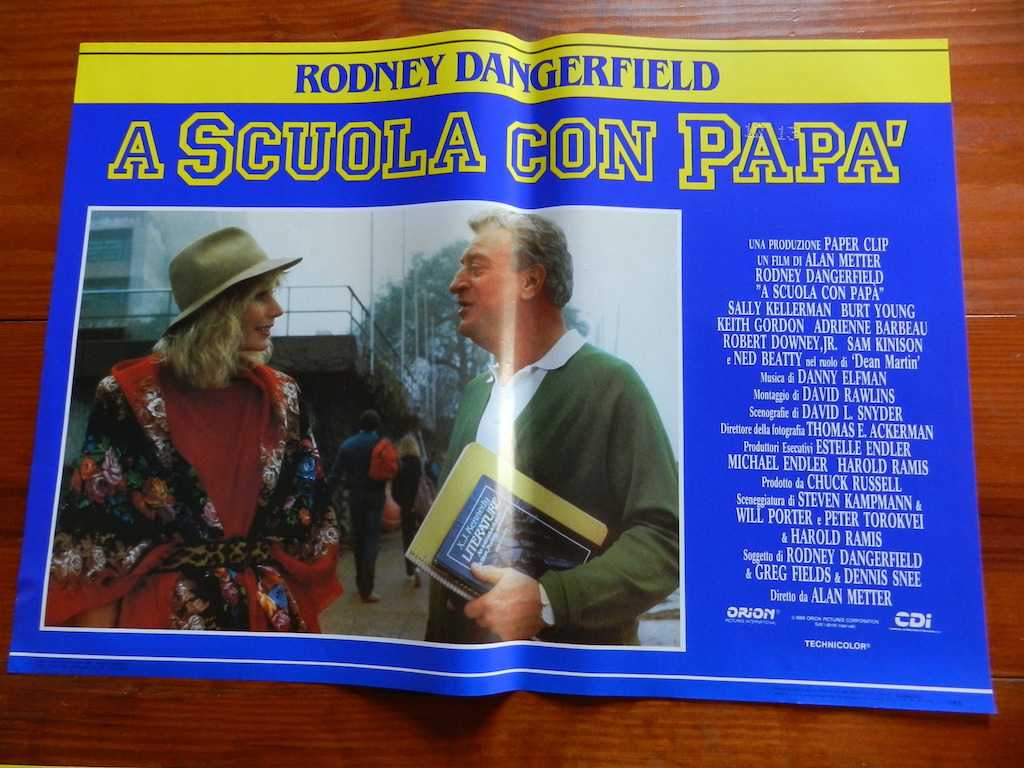 RODNEY DANGERFIELD
A SCUOLA CON PAPA'
UNA PRODUZIONE PAPER CLIP
UN FILM DI ALAN METTER
RODNEY DANGERFIELD
"A SCUOLA CON PAPA"
SALLY KELLERMAN BURT YOUNG
KEITH GORDON ADRIENNE BARBEAU
ROBERT DOWNEY, JR. SAM KINISON
e NED BEATTY nel ruolo di 'Dean Martin'
Musica di DANNY ELFMAN
Montaggio di DAVID RAWLINS
Scenografie di DAVID L. SNYDER
Direttore della fotografia THOMAS E. ACKERMAN
Produttori Esecutivi ESTELLE ENDLER
MICHAEL ENDLER HAROLD RAMIS
Prodotto da CHUCK RUSSELL
Sceneggiatura di STEVEN KAMPMANN &
WILL PORTER e PETER TOROKVEI
& HAROLD RAMIS
Soggetto di RODNEY DANGERFIELD
& GREG FIELDS & DENNIS SNEE
Diretto da ALAN METTER
ORION®
PICTURES INTERNATIONAL
© 1986 ORION PICTURES CORPORATION
CDi
TECHNICOLOR®
X.J. Kennedy
LITERATURE